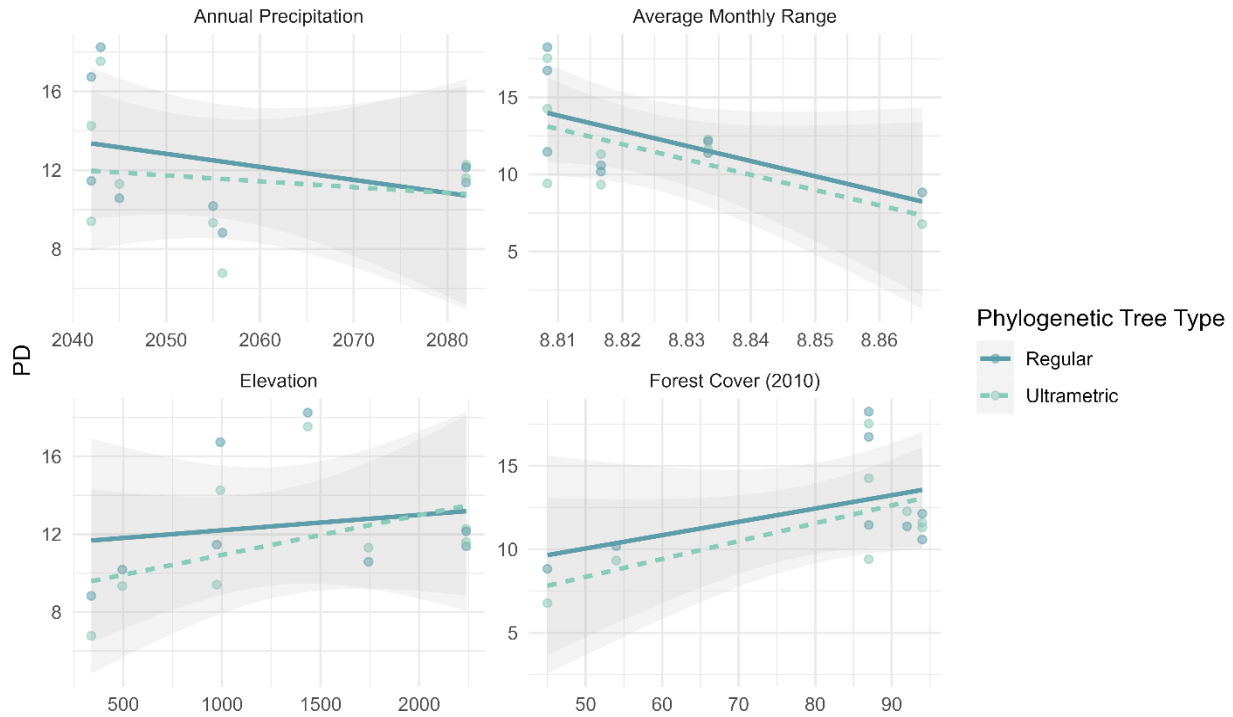 Annual Precipitation
Average Monthly Range
16
12
8
15
10
5
2040 2050 2060 2070 2080
8.81 8.82 8.83 8.84 8.85 8.86
PD
Elevation
Forest Cover (2010)
16
12
8
15
10
5
500 1000 1500 2000
50 60 70 80 90
Phylogenetic Tree Type
Regular
Ultrametric